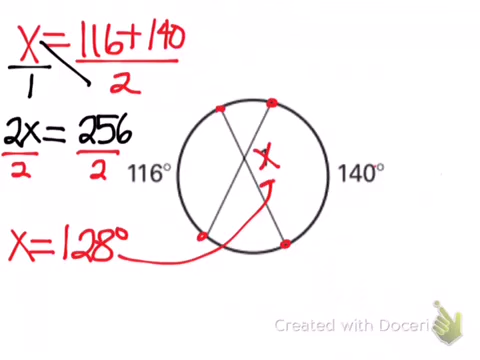 x = 116 + 140
1 2
2x = 256
2 2
x
116° 140°
x = 128°
Created with Doceri